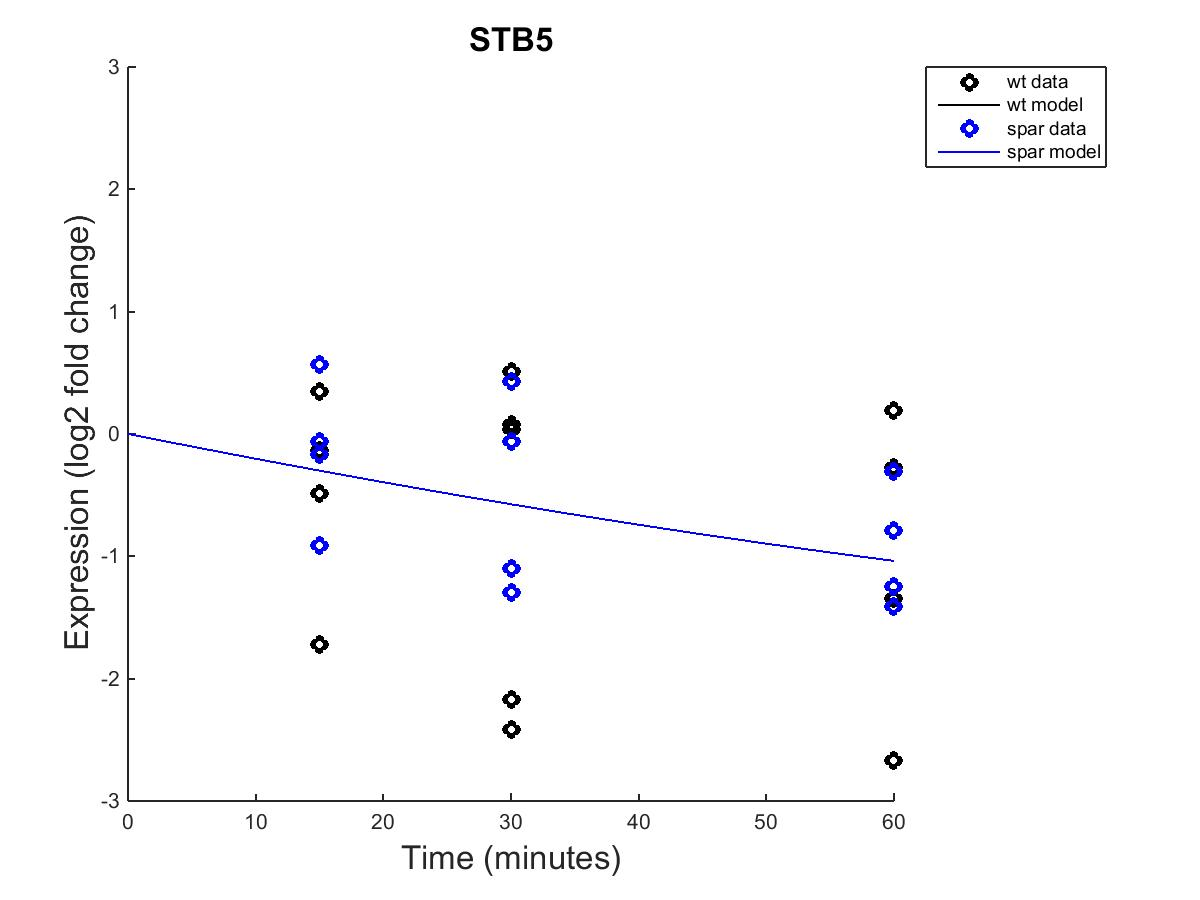 STB5
wt data
wt model
spar data
spar model
3
2
1
0
-1
-2
-3
Expression (log2 fold change)
0 10 20 30 40 50 60
Time (minutes)